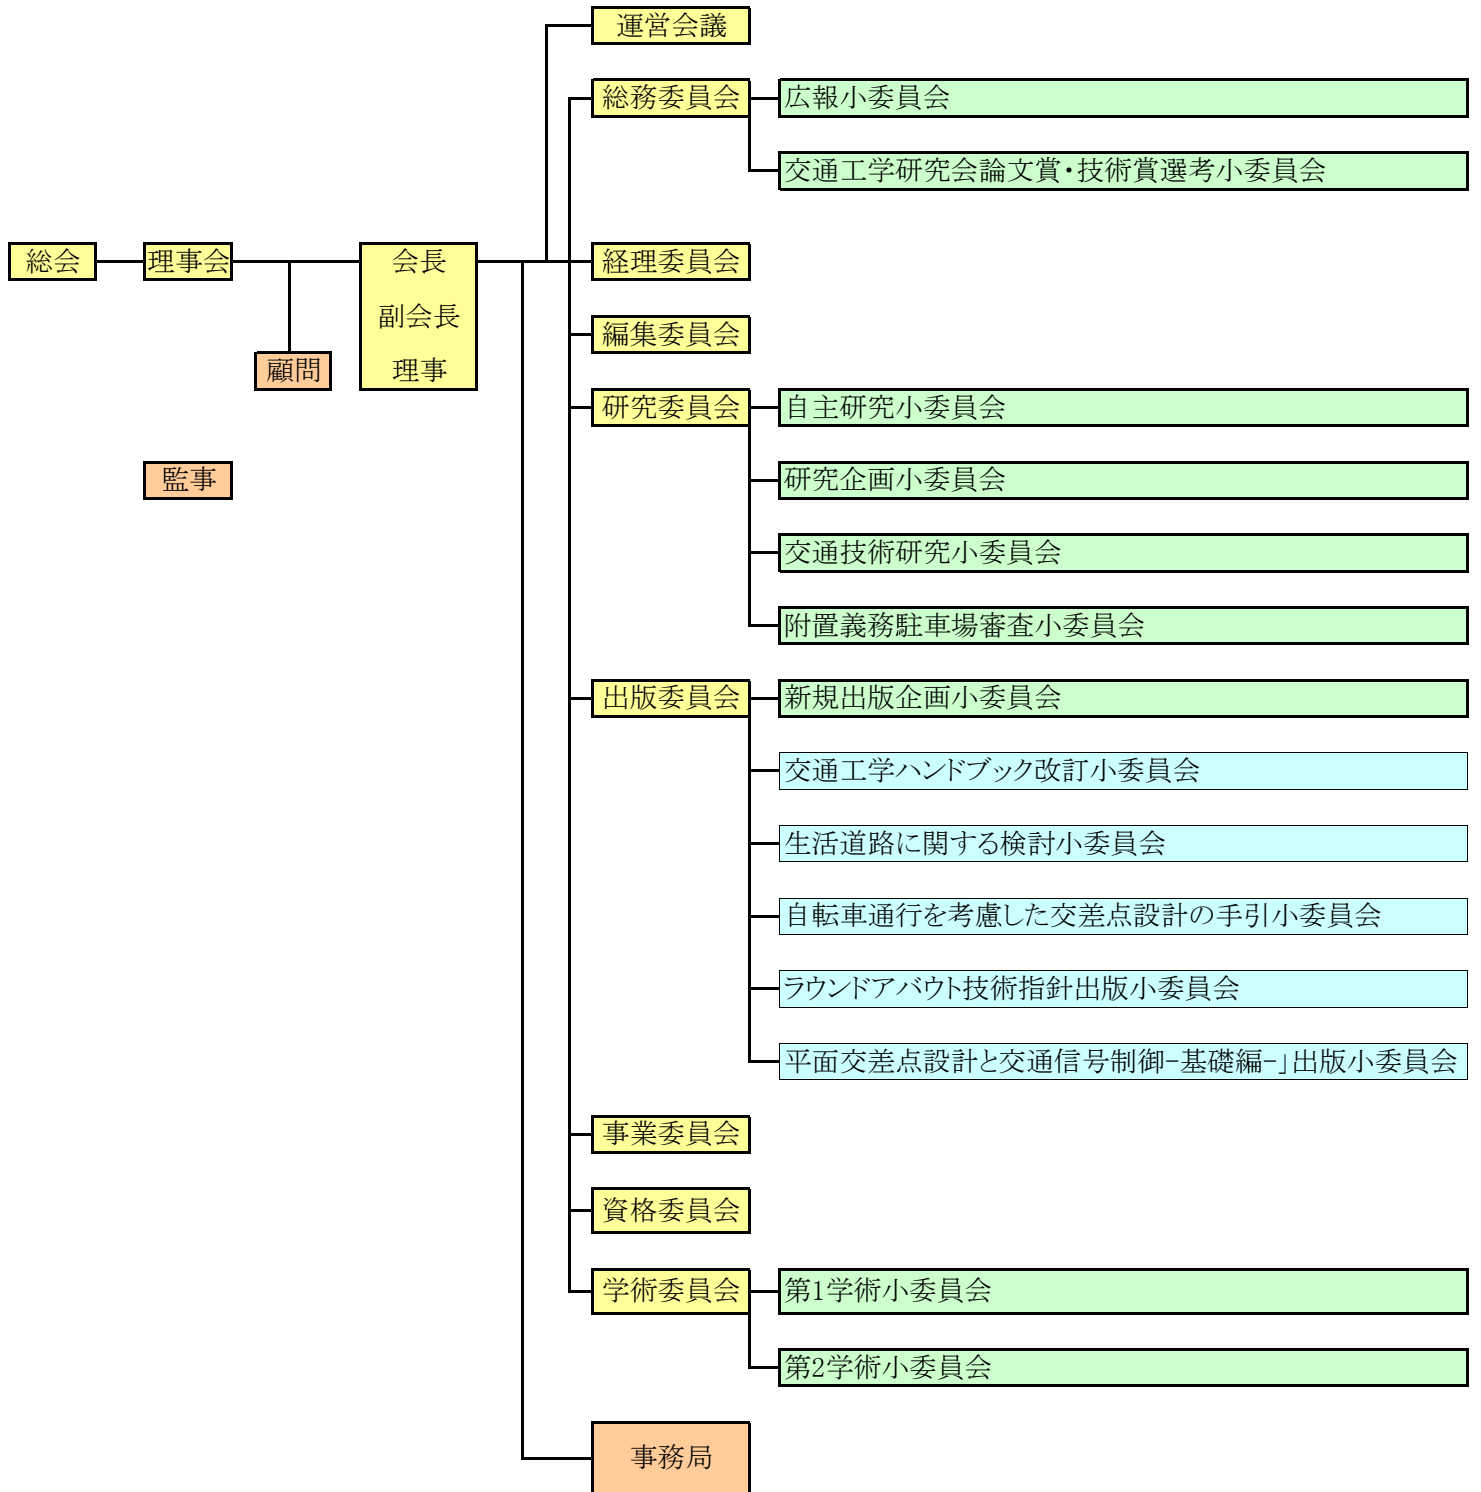 運営会議
総務委員会
広報小委員会
交通工学研究会論文賞・技術賞選考小委員会
総会
理事会
会長
副会長
理事
顧問
監事
経理委員会
編集委員会
研究委員会
自主研究小委員会
研究企画小委員会
交通技術研究小委員会
附置義務駐車場審査小委員会
出版委員会
新規出版企画小委員会
交通工学ハンドブック改訂小委員会
生活道路に関する検討小委員会
自転車通行を考慮した交差点設計の手引小委員会
ラウンドアバウト技術指針出版小委員会
平面交差点設計と交通信号制御-基礎編-」出版小委員会
事業委員会
資格委員会
学術委員会
第1学術小委員会
第2学術小委員会
事務局